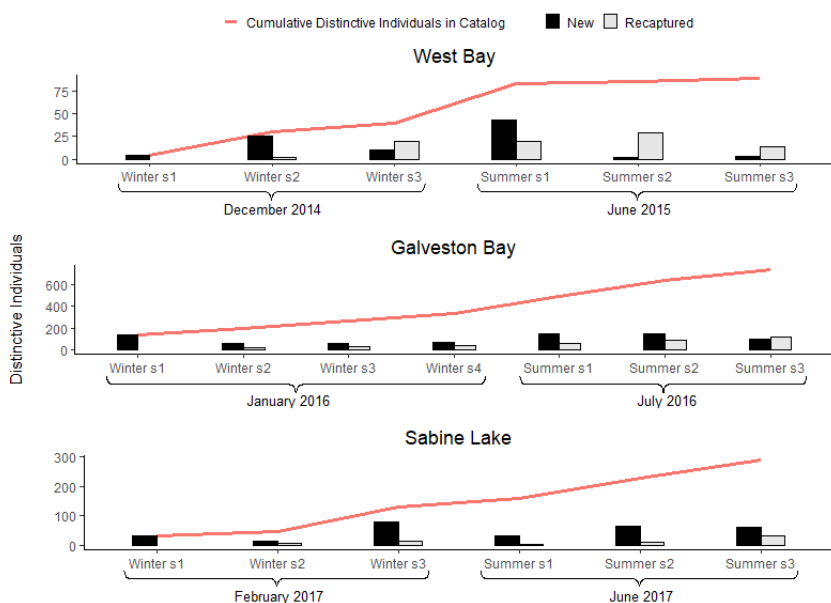 Cumulative Distinctive Individuals in Catalog New Recaptured
West Bay
75
50
25
0
Winter s1 Winter s2 Winter s3 Summer s1 Summer s2 Summer s3
December 2014 June 2015
Galveston Bay
Distinctive Individuals
600
400
200
0
Winter s1 Winter s2 Winter s3 Winter s4 Summer s1 Summer s2 Summer s3
January 2016 July 2016
Sabine Lake
300
200
100
0
Winter s1 Winter s2 Winter s3 Summer s1 Summer s2 Summer s3
February 2017 June 2017